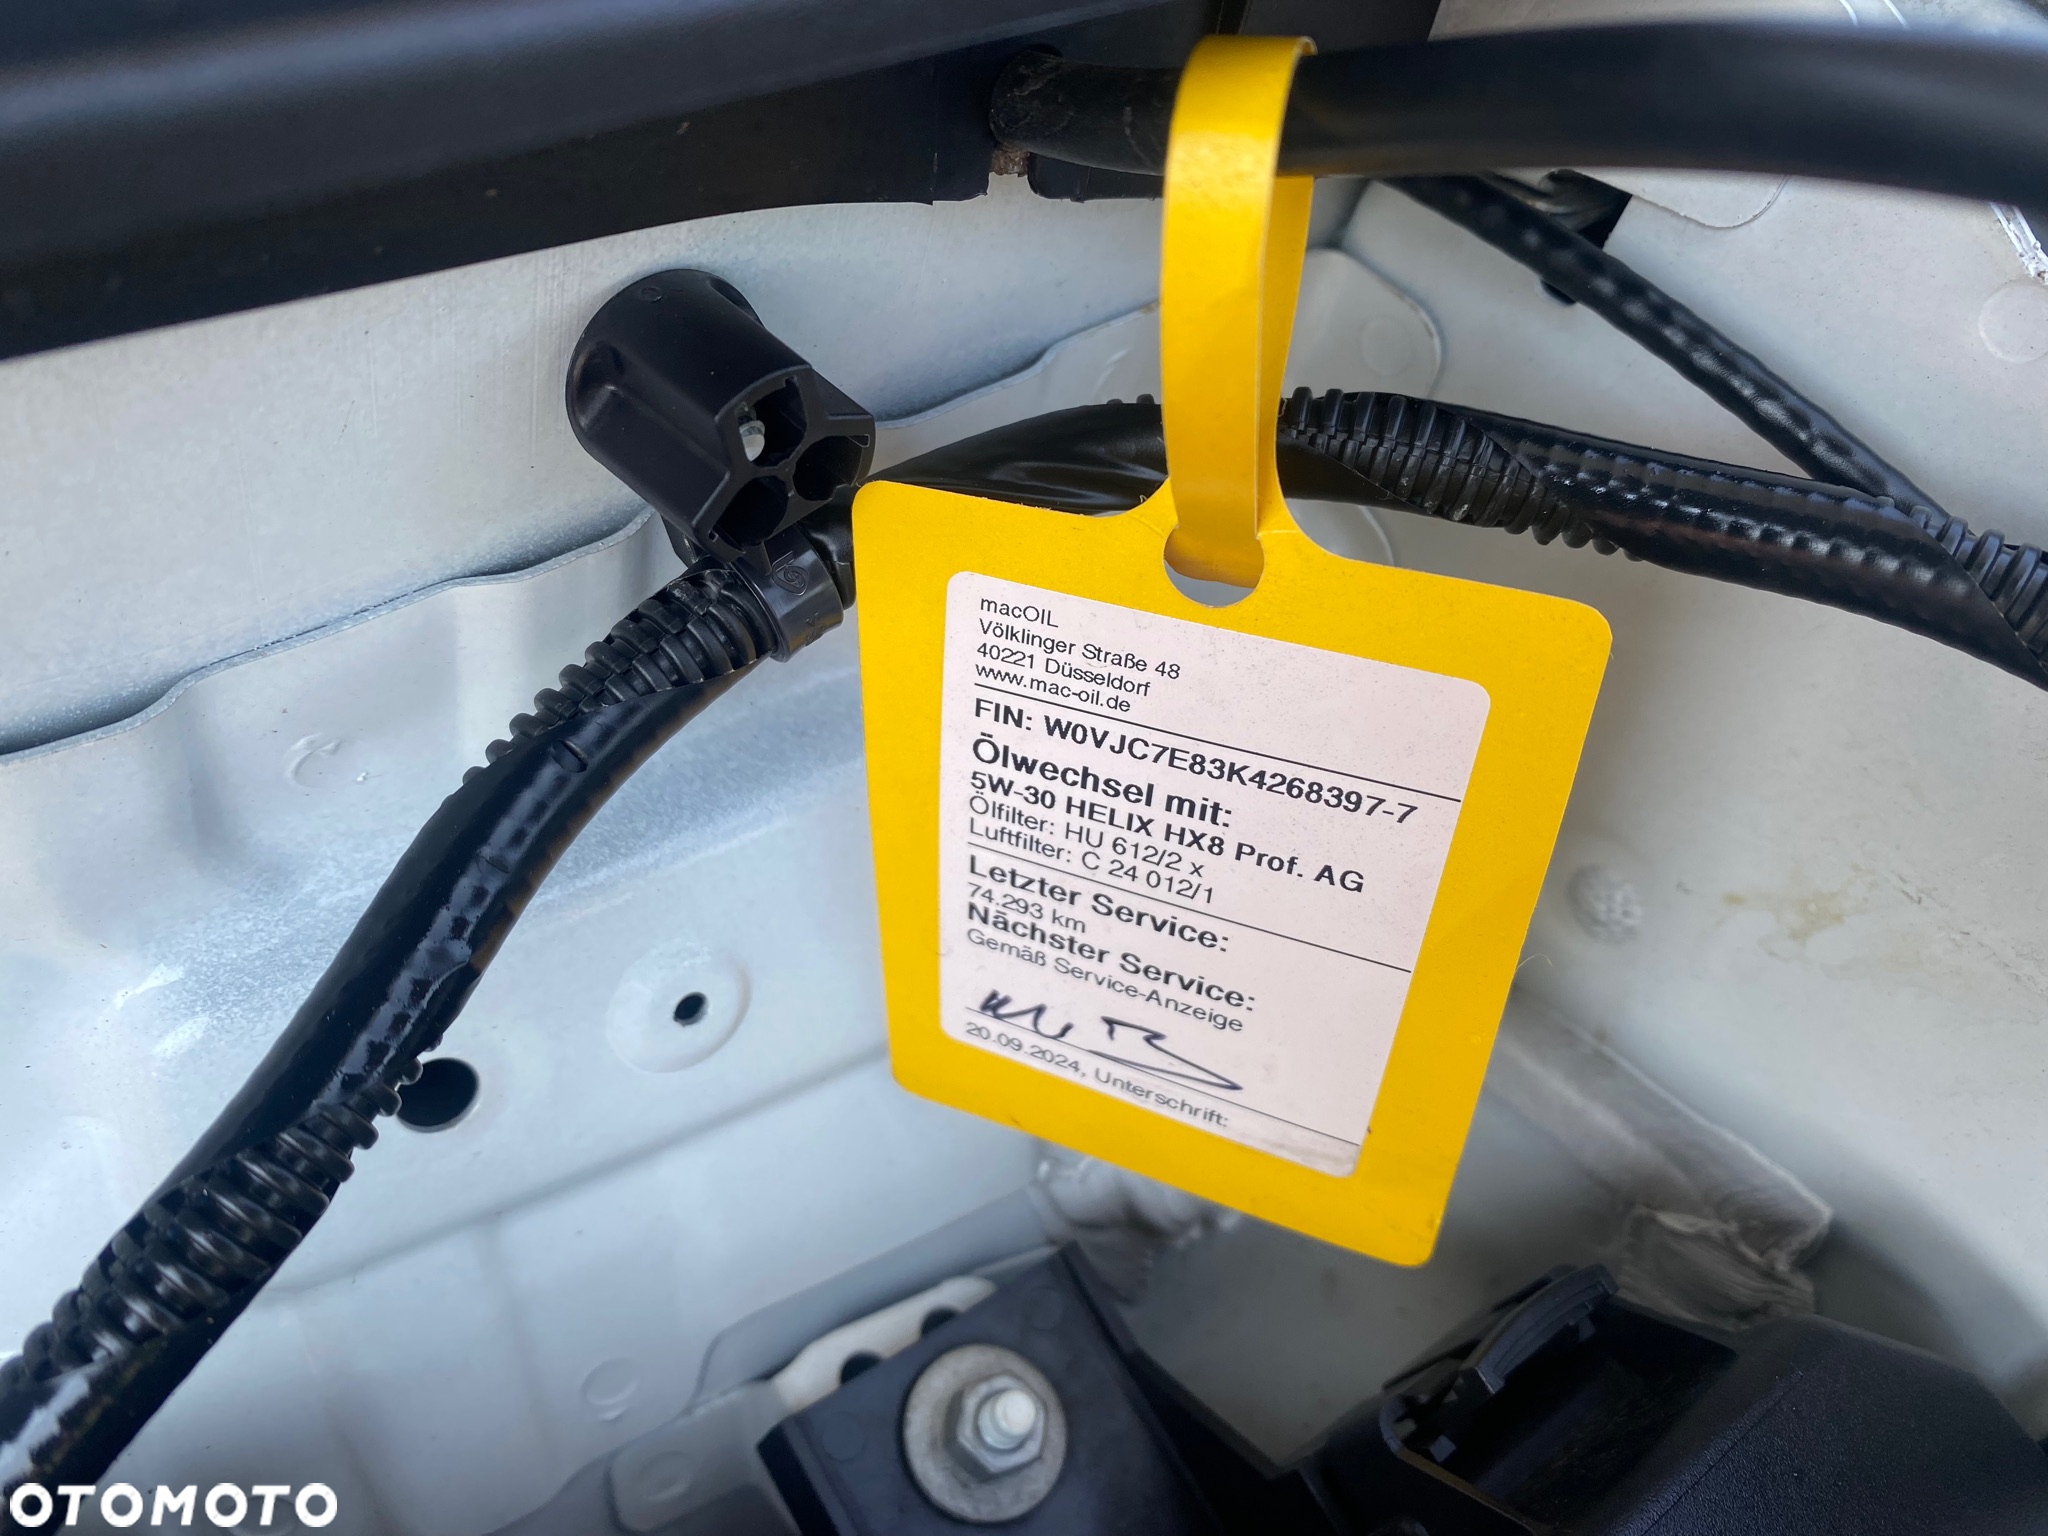 macOIL
Völklinger Straße 48
40221 Düsseldorf
www.mac-oil.de
FIN: W0VJC7E83K4268397-7
Ölwechsel mit:
5W-30 HELIX HX8 Prof. AG
Ölfilter: HU 612/2 x
Luftfilter: C 24 012/1
Letzter Service:
74.293 km
Nächster Service:
Gemäß Service-Anzeige
20.09.2024, Unterschrift:
OTOMOTO